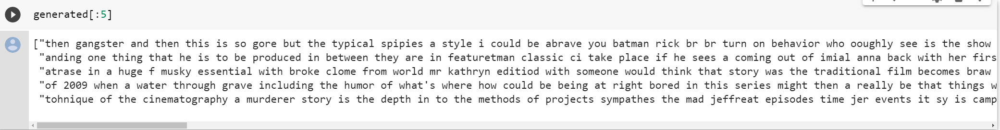 generated[:5]
["then gangster and then this is so gore but the typical spipies a style i could be abrave you batman rick br br turn on behavior who ooughly see is the show
"anding one thing that he is to be produced in between they are in featuretman classic ci take place if he sees a coming out of imial anna back with her firs
"atrase in a huge f musky essential with broke clome from world mr kathryn editiod with someone would think that story was the traditional film becomes braw
"of 2009 when a water through grave including the humor of what's where how could be being at right bored in this series might then a really be that things w
"tohnique of the cinematography a murderer story is the depth in to the methods of projects sympathes the mad jeffreat episodes time jer events it sy is camp